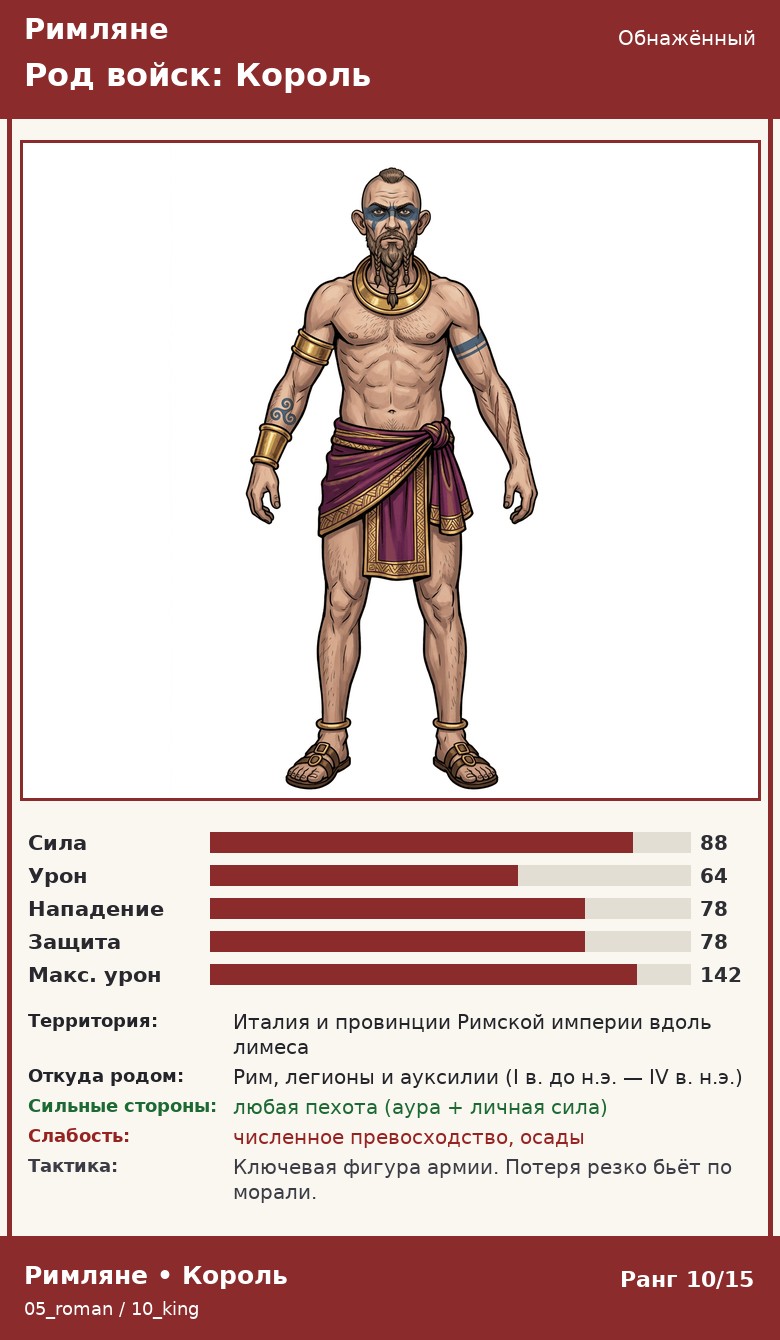 Римляне
Обнажённый
Род войск: Король
Сила 88
Урон 64
Нападение 78
Защита 78
Макс. урон 142
Территория: Италия и провинции Римской империи вдоль
лимеса
Откуда родом: Рим, легионы и ауксилии (I в. до н.э. — IV в. н.э.)
Сильные стороны: любая пехота (аура + личная сила)
Слабость: численное превосходство, осады
Тактика: Ключевая фигура армии. Потеря резко бьёт по
морали.
Римляне • Король
Ранг 10/15
05_roman / 10_king